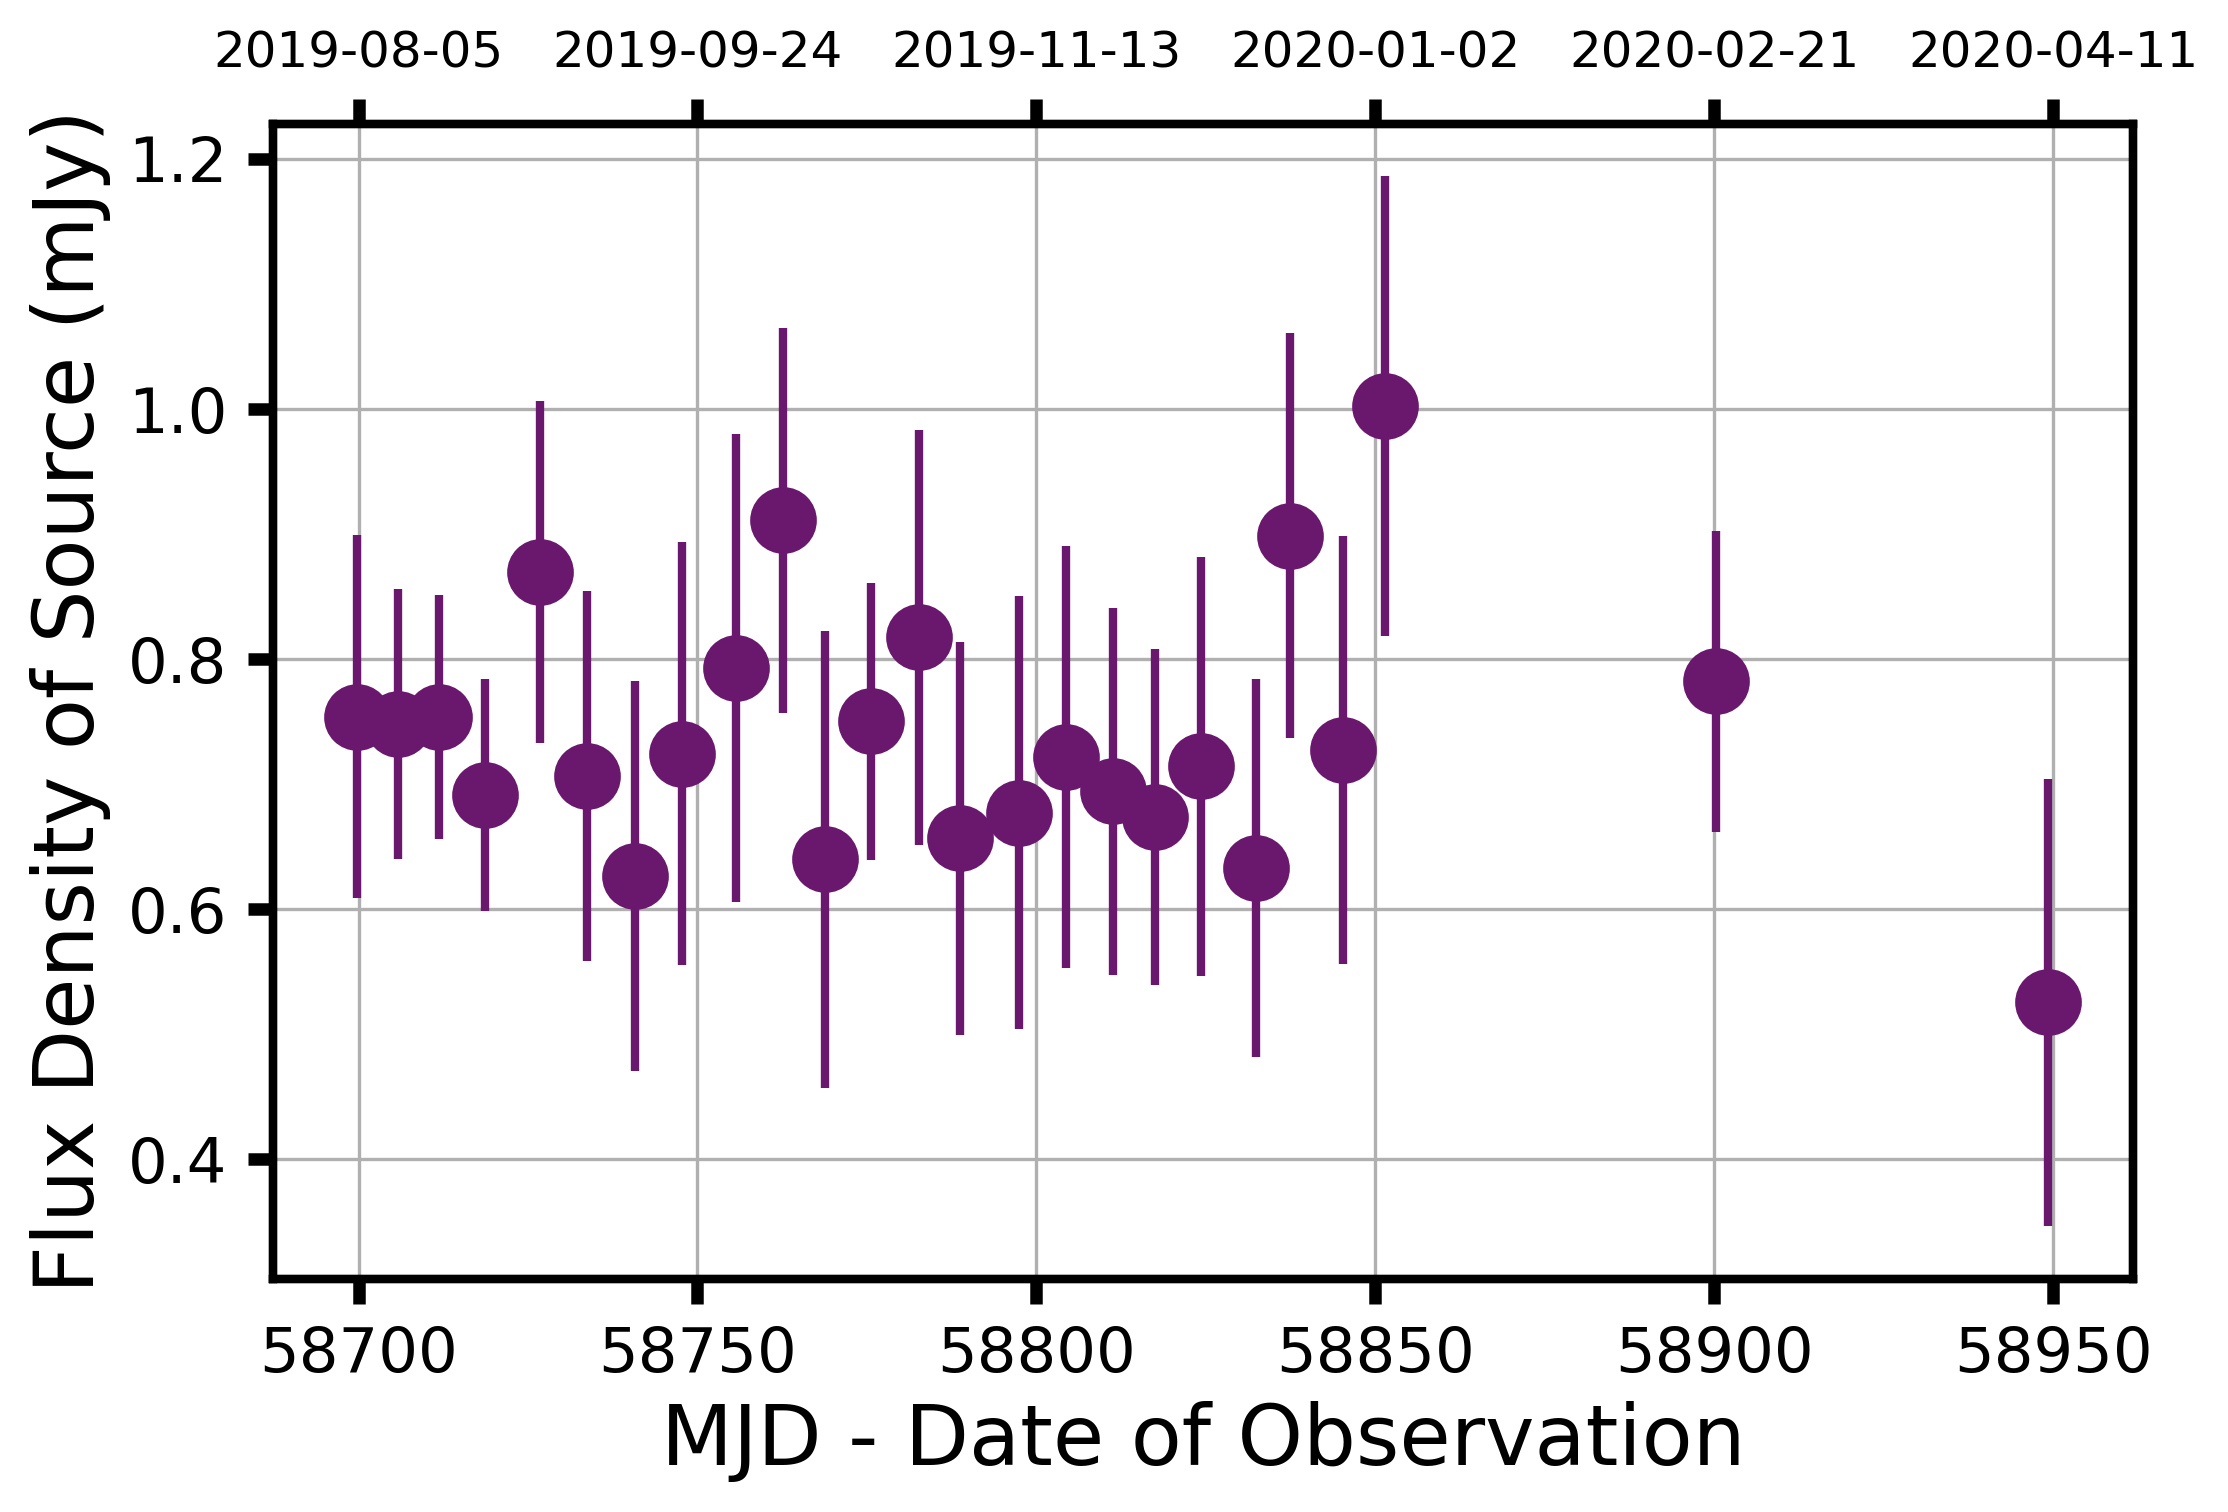 2019-08-05 2019-09-24 2019-11-13 2020-01-02 2020-02-21 2020-04-11
Flux Density of Source (mJy)
1.2
1.0
0.8
0.6
0.4
58700 58750 58800 58850 58900 58950
MJD - Date of Observation